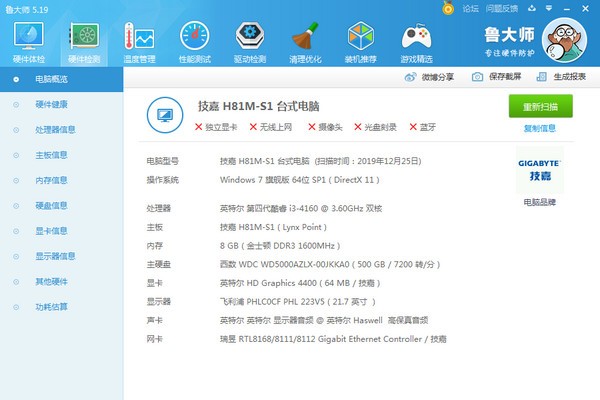 鲁大师 5.19
论坛 问题反馈
硬件体检 硬件检测 温度管理 性能测试 驱动检测 清理优化 装机推荐 游戏精选
鲁大师
专注硬件防护
电脑概览
微博分享 保存截屏 生成报表
硬件健康
处理器信息
主板信息
内存信息
硬盘信息
显卡信息
显示器信息
其他硬件
功耗估算
技嘉 H81M-S1 台式电脑
独立显卡 无线上网 摄像头 光盘刻录 蓝牙
重新扫描
复制信息
电脑型号 技嘉 H81M-S1 台式电脑 (扫描时间：2019年12月25日)
操作系统 Windows 7 旗舰版 64位 SP1 ( DirectX 11 )
GIGABYTE
技嘉
电脑品牌
处理器 英特尔 第四代酷睿 i3-4160 @ 3.60GHz 双核
主板 技嘉 H81M-S1 ( Lynx Point )
内存 8 GB ( 金士顿 DDR3 1600MHz )
主硬盘 西数 WDC WD5000AZLX-00JKKA0 ( 500 GB / 7200 转/分 )
显卡 英特尔 HD Graphics 4400 ( 64 MB / 技嘉 )
显示器 飞利浦 PHLC0CF PHL 223V5 ( 21.7 英寸 )
声卡 英特尔 英特尔 显示器音频 @ 英特尔 Haswell 高保真音频
网卡 瑞昱 RTL8168/8111/8112 Gigabit Ethernet Controller / 技嘉